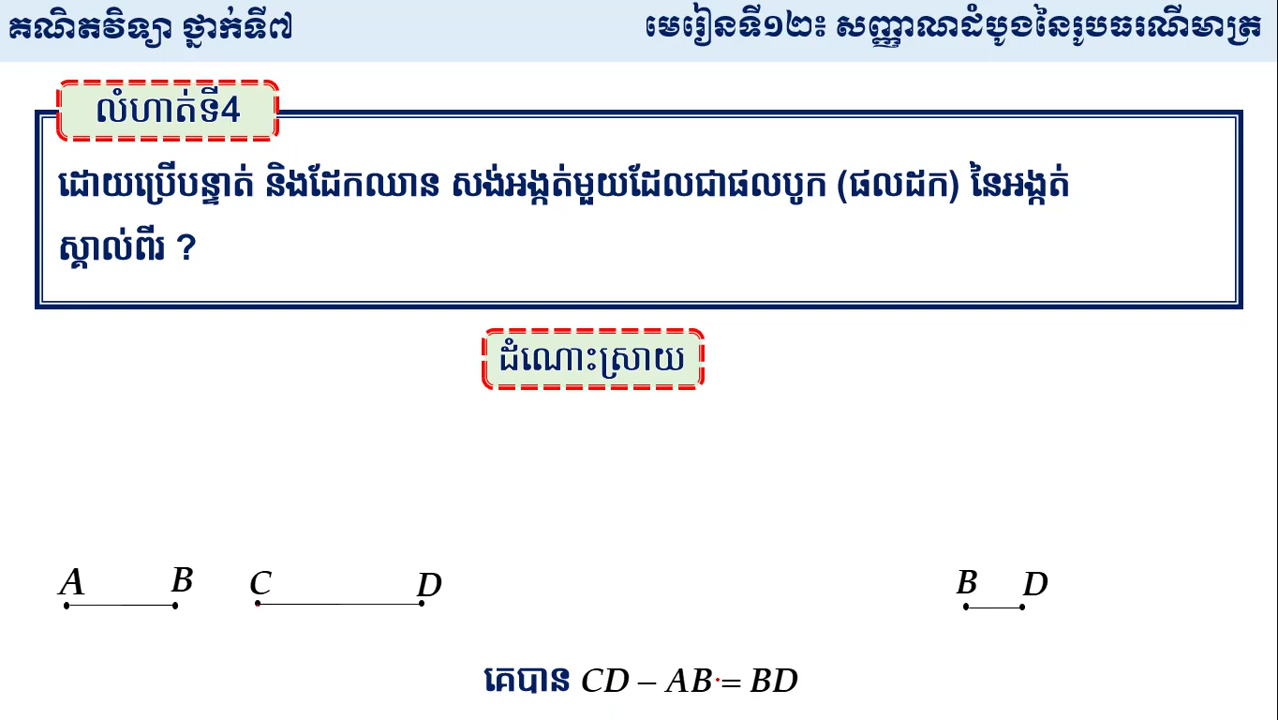 គណិតវិទ្យា ថ្នាក់ទី៧
មេរៀនទី១២៖ សញ្ញាណដំបូងនៃរូបធរណីមាត្រ
លំហាត់ទី4
ដោយប្រើបន្ទាត់ និងដែកឈាន សង់អង្កត់មួយដែលជាផលបូក (ផលដក) នៃអង្កត់
ស្គាល់ពីរ ?
ដំណោះស្រាយ
A B C D B D
គេបាន CD – AB = BD